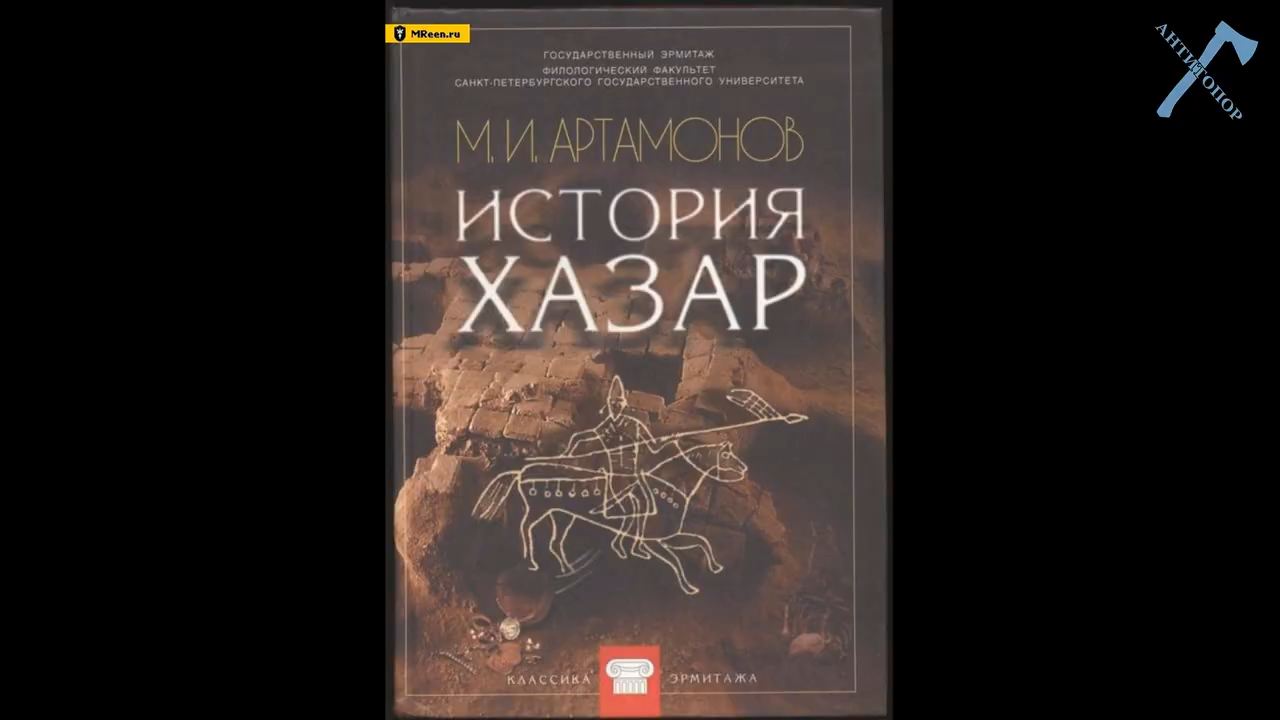 MReen.ru
АНТИТОПОР
ГОСУДАРСТВЕННЫЙ ЭРМИТАЖ
ФИЛОЛОГИЧЕСКИЙ ФАКУЛЬТЕТ
САНКТ-ПЕТЕРБУРГСКОГО ГОСУДАРСТВЕННОГО УНИВЕРСИТЕТА
М. И. АРТАМОНОВ
ИСТОРИЯ
ХАЗАР
КЛАССИКА ЭРМИТАЖА